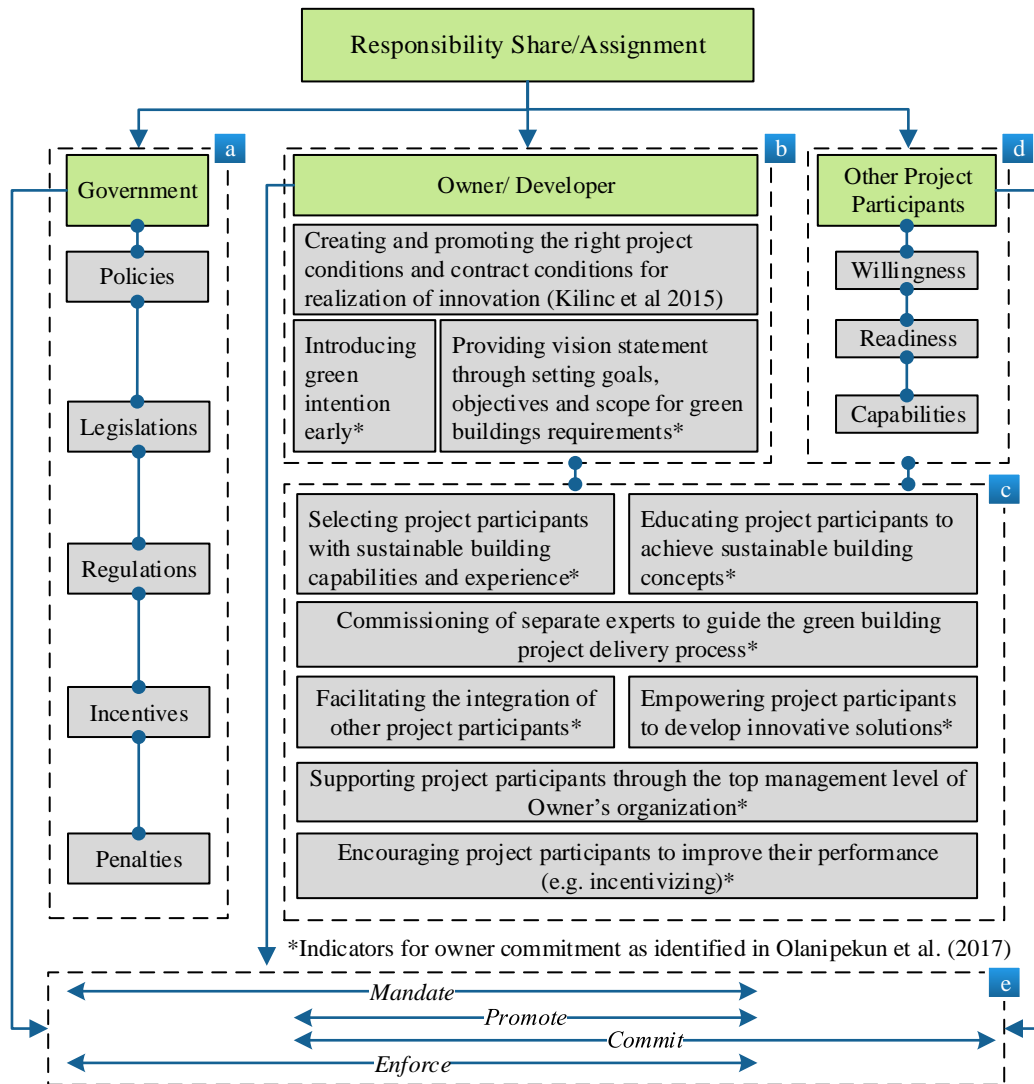 Responsibility Share/Assignment
a
Government
Policies
Legislations
Regulations
Incentives
Penalties
b
Owner/ Developer
Creating and promoting the right project
conditions and contract conditions for
realization of innovation (Kilinc et al 2015)
Introducing
green
intention
early*
Providing vision statement
through setting goals,
objectives and scope for green
buildings requirements*
d
Other Project
Participants
Willingness
Readiness
Capabilities
c
Selecting project participants
with sustainable building
capabilities and experience*
Educating project participants to
achieve sustainable building
concepts*
Commissioning of separate experts to guide the green building
project delivery process*
Facilitating the integration of
other project participants*
Empowering project participants
to develop innovative solutions*
Supporting project participants through the top management level of
Owner’s organization*
Encouraging project participants to improve their performance
(e.g. incentivizing)*
*Indicators for owner commitment as identified in Olanipekun et al. (2017)
e
Mandate
Promote
Commit
Enforce